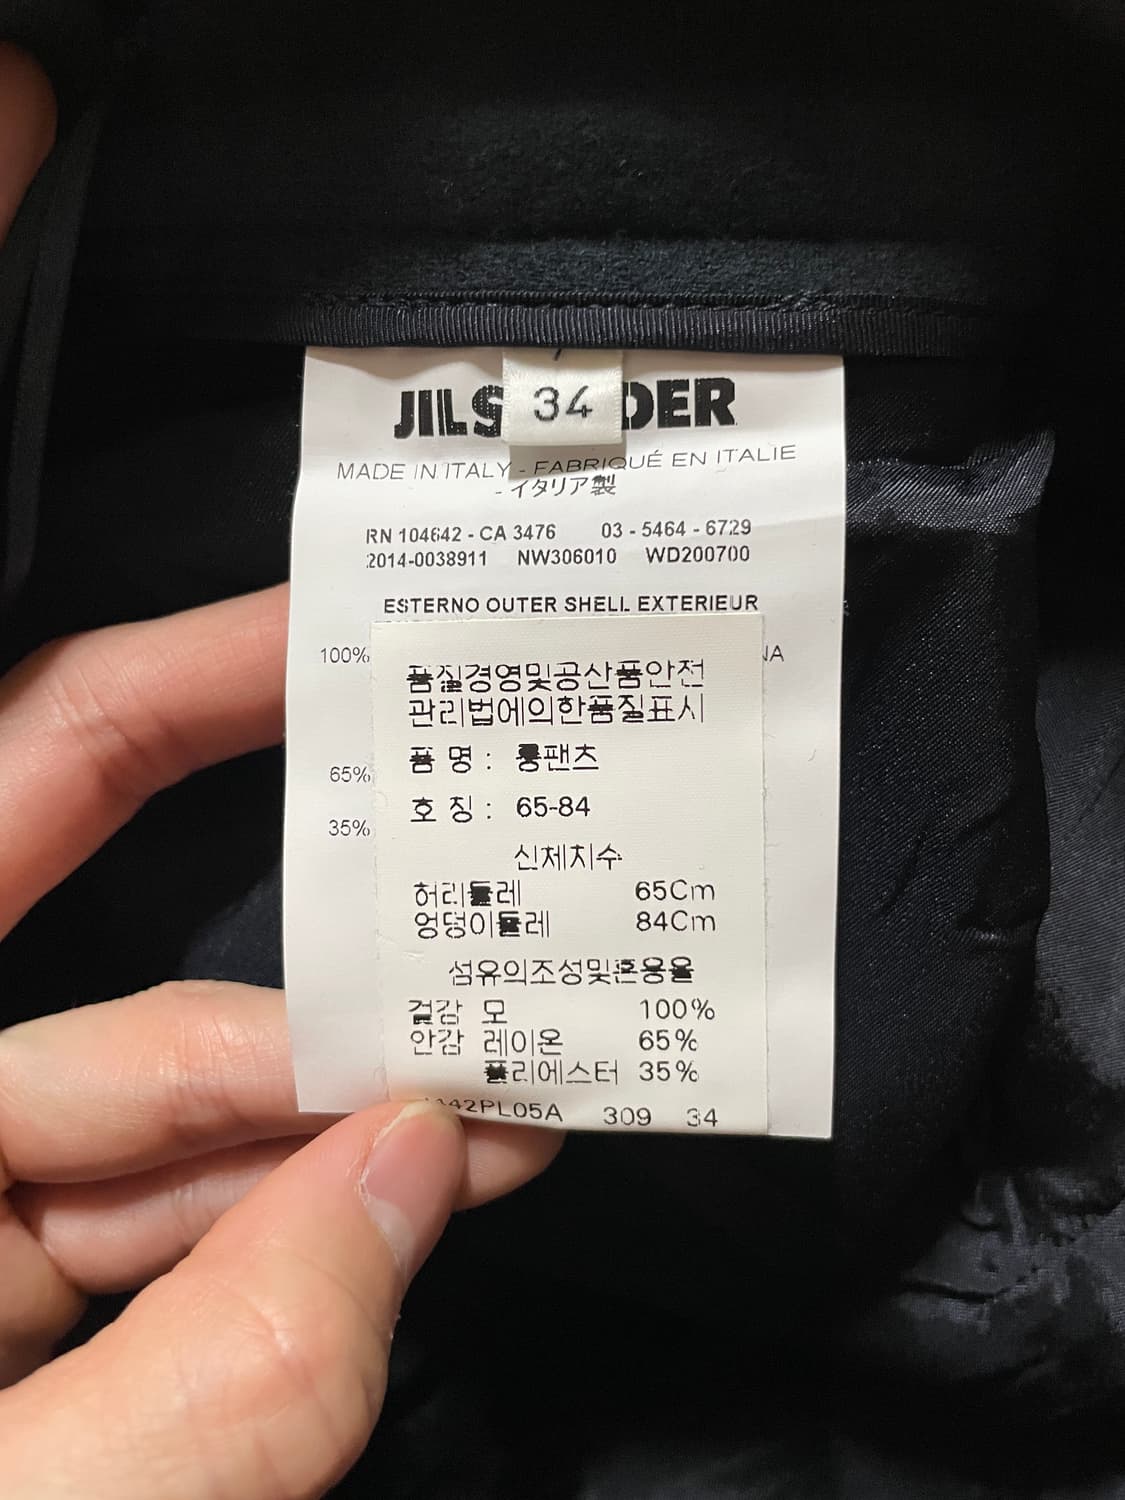 34
MADE IN ITALY - FABRIQUÉ EN ITALIE
- イタリア製
RN 104642 - CA 3476 03 - 5464 - 6729
2014-0038911 NW306010 WD200700
ESTERNO OUTER SHELL EXTERIEUR
100%
품질경영및공산품안전
관리법에의한품질표시
품 명 : 롱팬츠
65%
호 칭 : 65-84
35%
신체치수
허리둘레 65Cm
엉덩이둘레 84Cm
섬유의조성및혼용율
겉감 모 100%
안감 레이온 65%
폴리에스터 35%
309 34